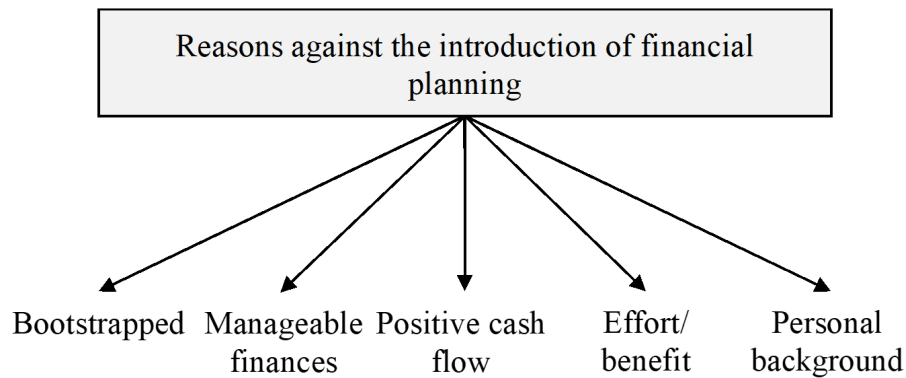 Reasons against the introduction of financial
planning
Bootstrapped
Manageable
finances
Positive cash
flow
Effort/
benefit
Personal
background